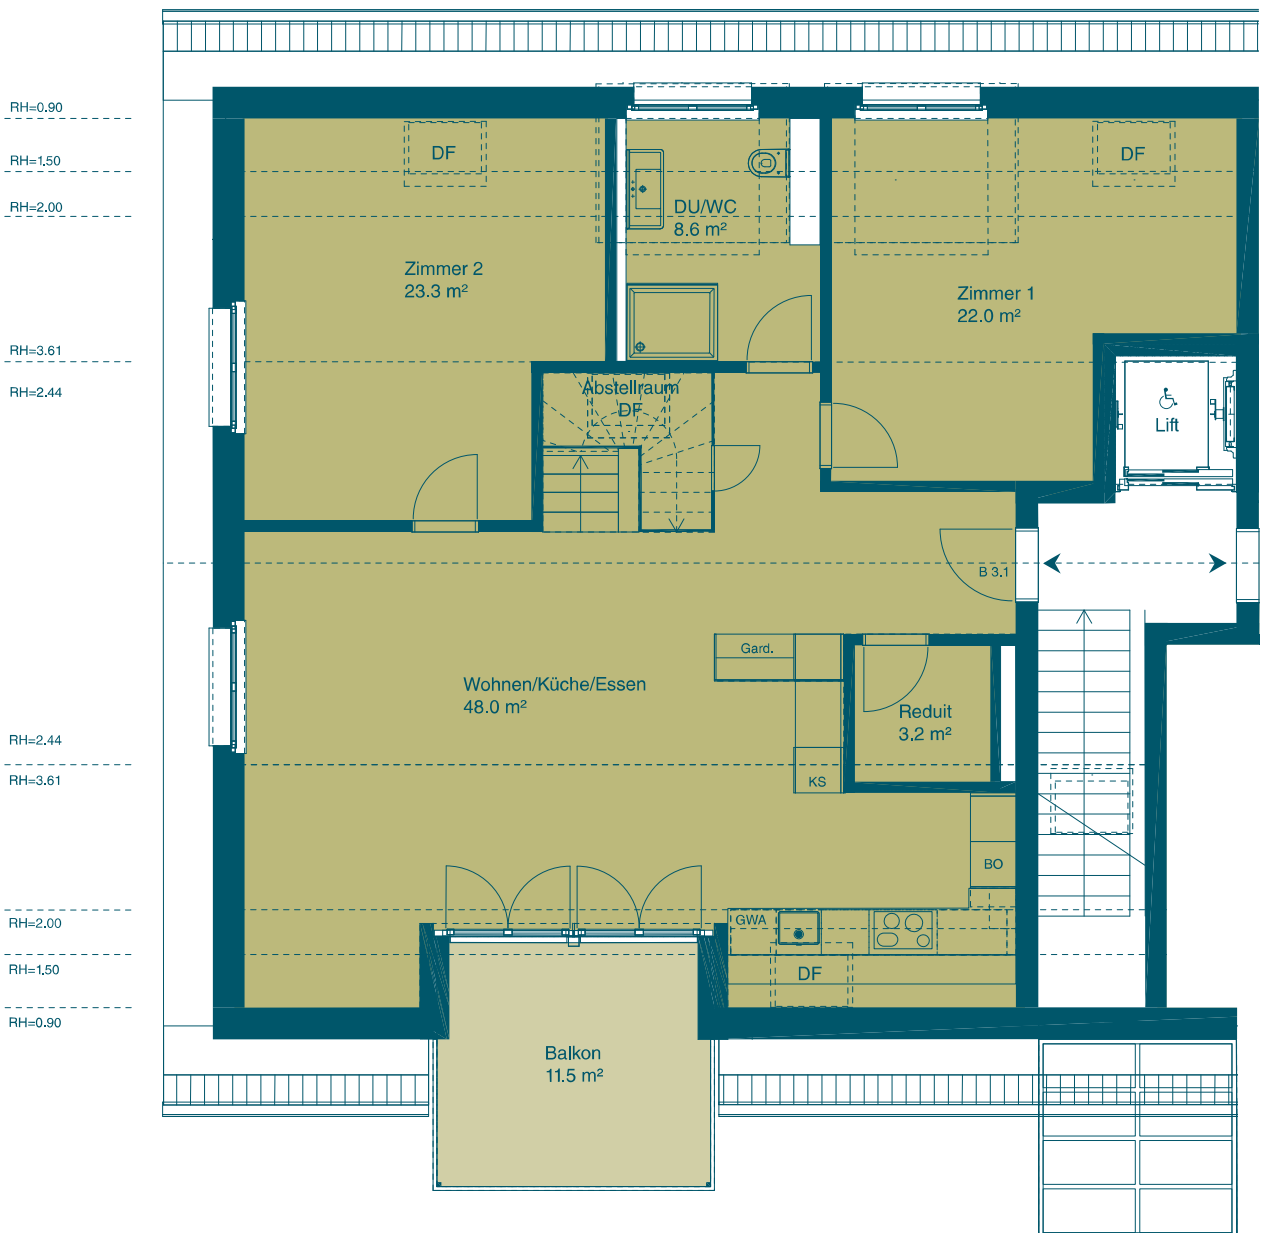 RH=0.90
RH=1.50
RH=2.00
RH=3.61
RH=2.44
RH=2.44
RH=3.61
RH=2.00
RH=1.50
RH=0.90
DF
DU/WC
8.6 m²
DF
Zimmer 2
23.3 m²
Zimmer 1
22.0 m²
Abstellraum
DF
Lift
B 3.1
Gard.
Wohnen/Küche/Essen
48.0 m²
Reduit
3.2 m²
KS
BO
GWA
DF
Balkon
11.5 m²